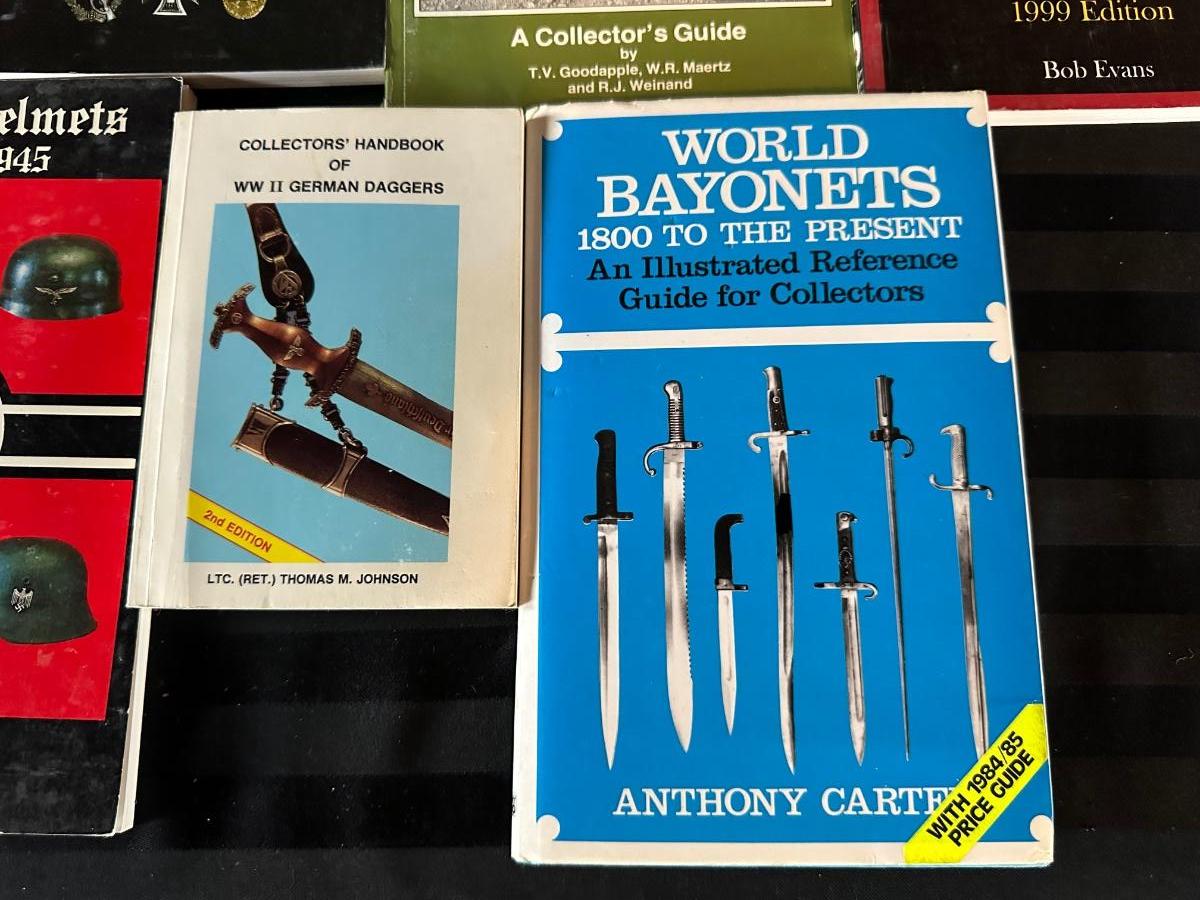 A Collector's Guide
by
T.V. Goodapple, W.R. Maertz
and R.J. Weinand
1999 Edition
Bob Evans
elmets
945
COLLECTORS' HANDBOOK
OF
WW II GERMAN DAGGERS
2nd EDITION
LTC. (RET.) THOMAS M. JOHNSON
WORLD
BAYONETS
1800 TO THE PRESENT
An Illustrated Reference
Guide for Collectors
ANTHONY CARTE
WITH 1984/85
PRICE GUIDE